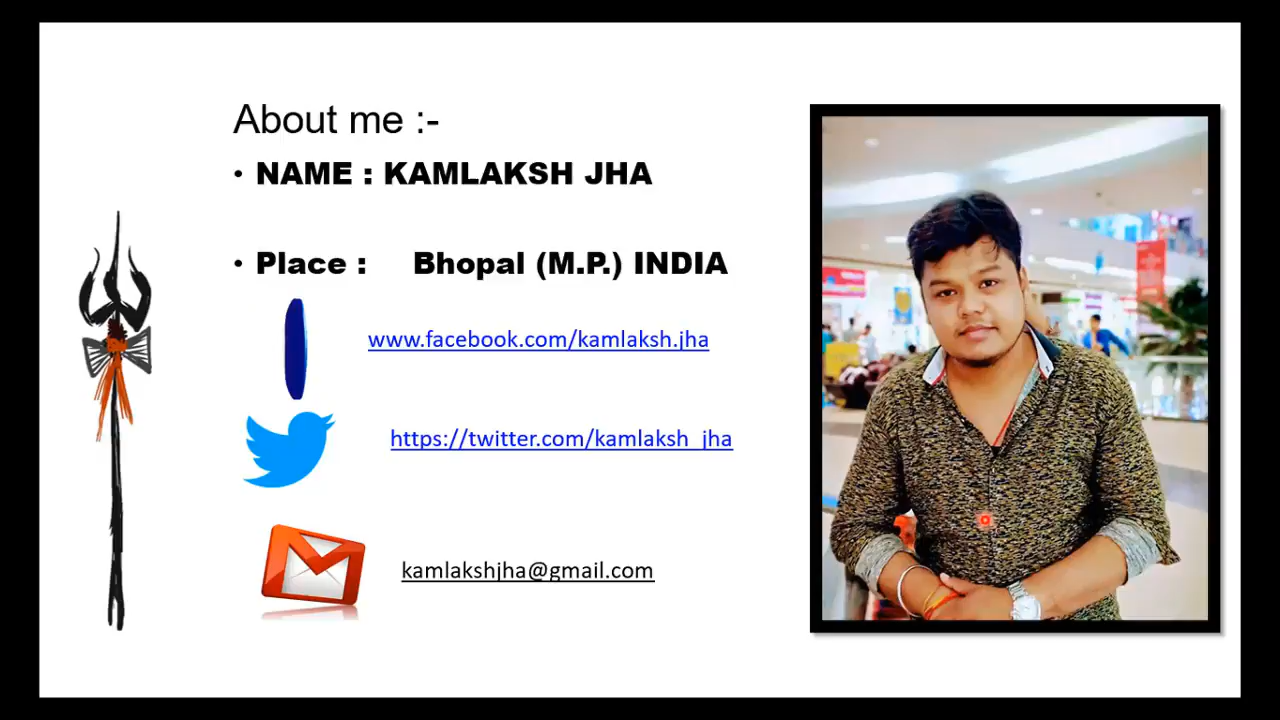 About me :-
• NAME : KAMLAKSH JHA
• Place : Bhopal (M.P.) INDIA
www.facebook.com/kamlaksh.jha
https://twitter.com/kamlaksh_jha
kamlakshjha@gmail.com